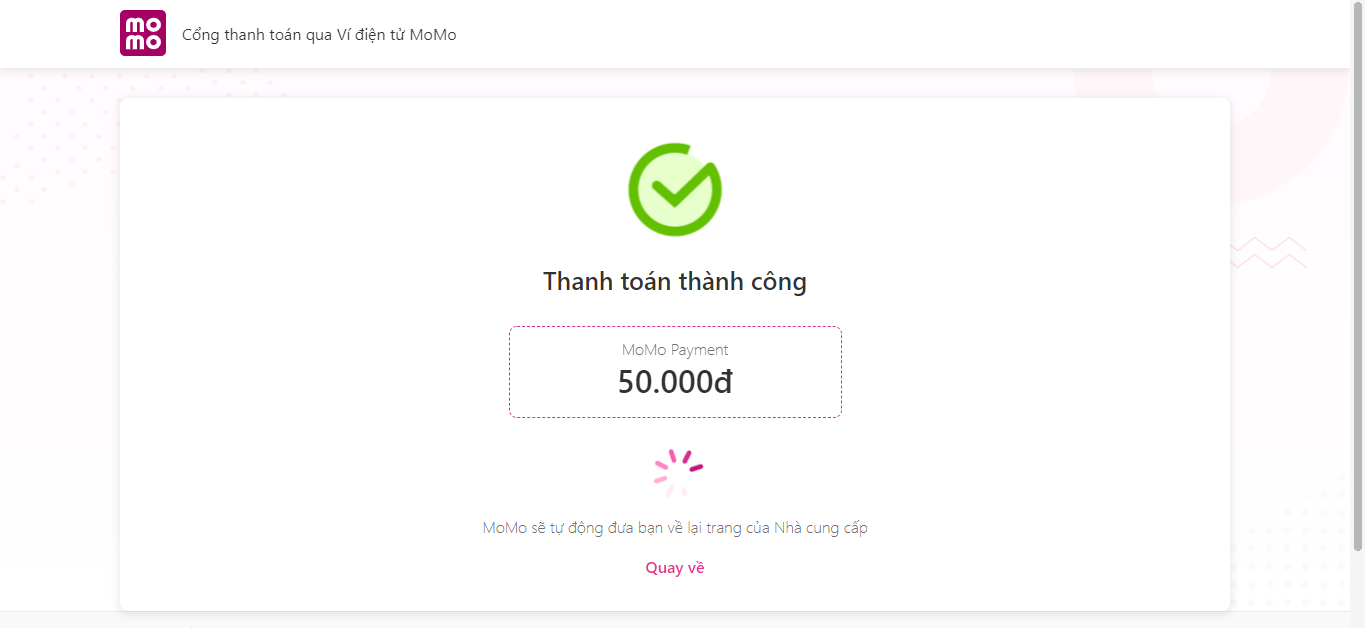 mo
mo
Cổng thanh toán qua Ví điện tử MoMo
Thanh toán thành công
MoMo Payment
50.000đ
MoMo sẽ tự động đưa bạn về lại trang của Nhà cung cấp
Quay về